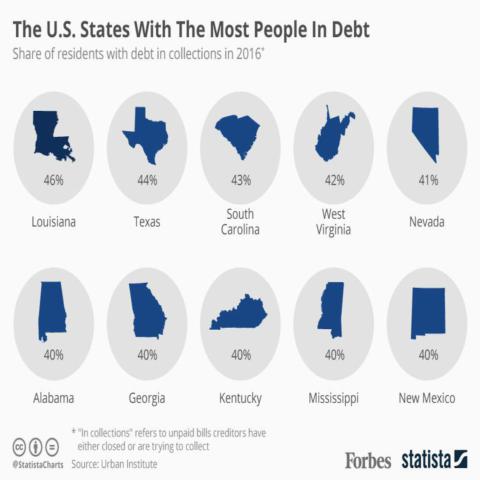 The U.S. States With The Most People In Debt
Share of residents with debt in collections in 2016*
46% 44% 43% 42% 41%
Louisiana Texas South Carolina West Virginia Nevada
40% 40% 40% 40% 40%
Alabama Georgia Kentucky Mississippi New Mexico
* "In collections" refers to unpaid bills creditors have
either closed or are trying to collect
@StatistaCharts Source: Urban Institute
Forbes statista